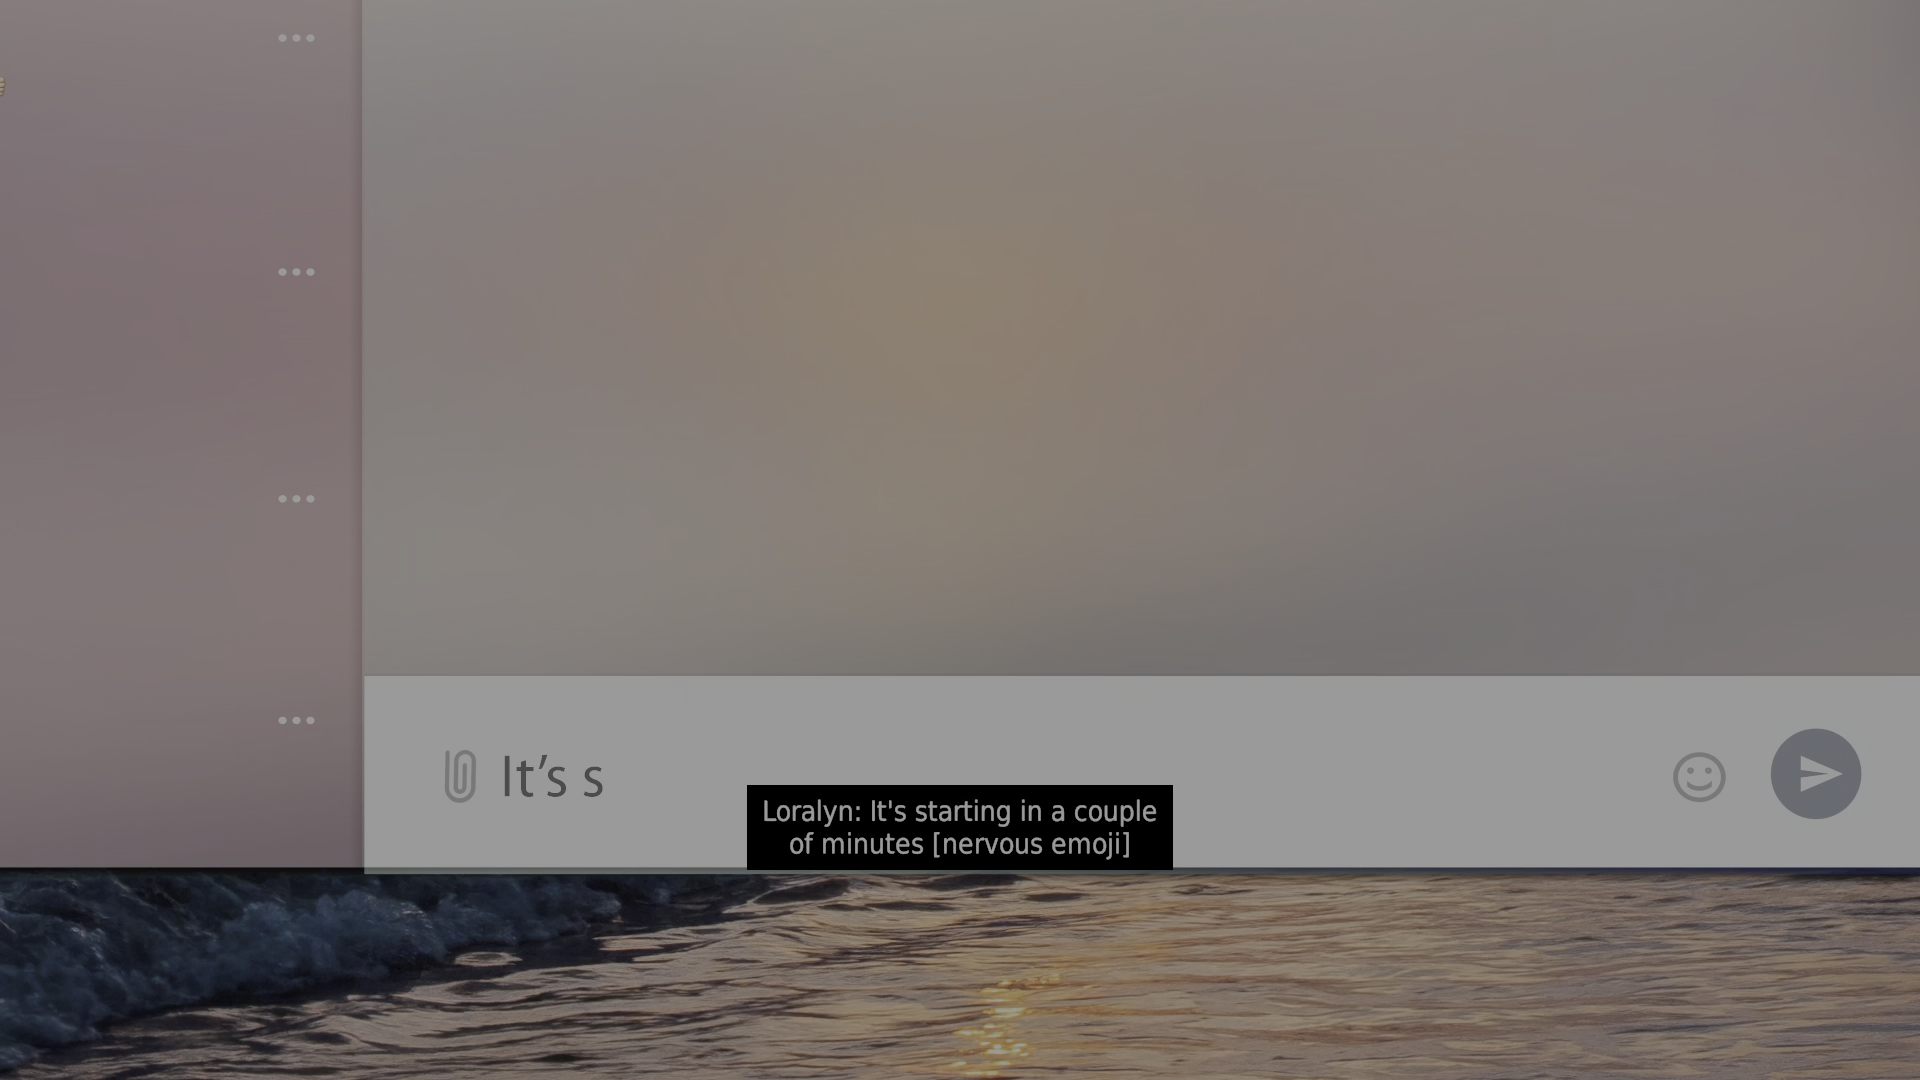 It’s s
Loralyn: It's starting in a couple
of minutes [nervous emoji]